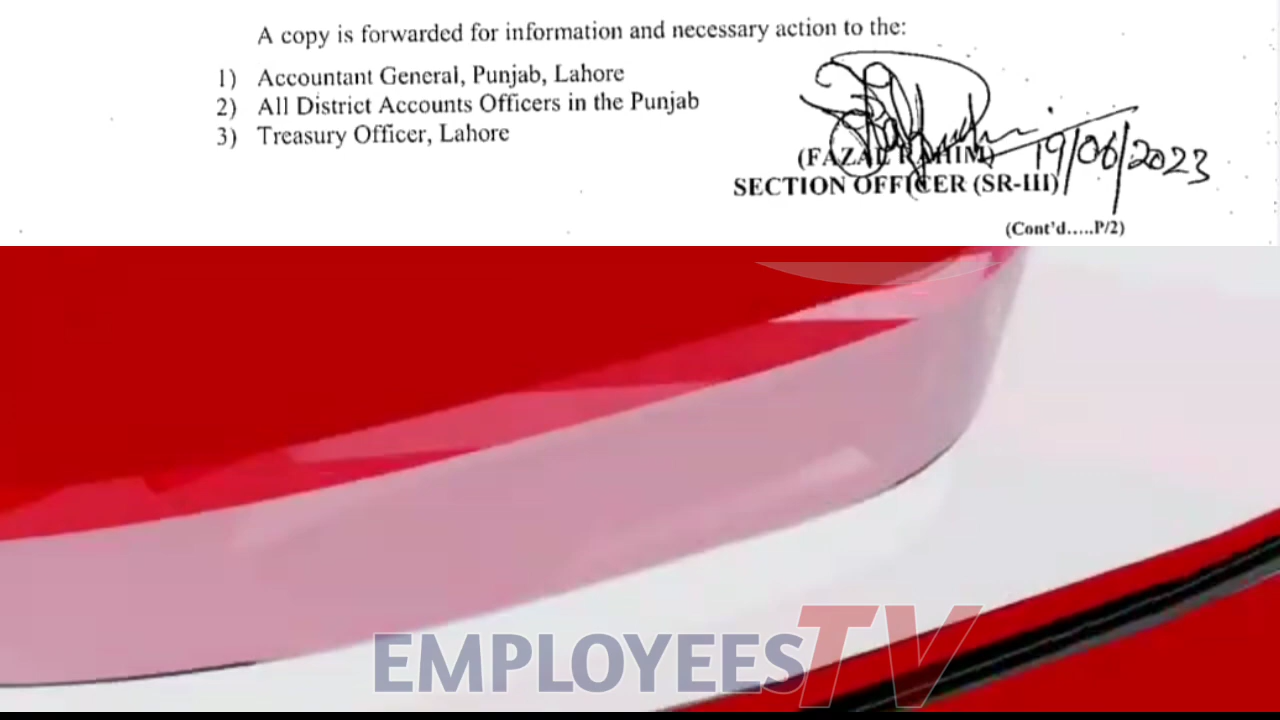 A copy is forwarded for information and necessary action to the:
1) Accountant General, Punjab, Lahore
2) All District Accounts Officers in the Punjab
3) Treasury Officer, Lahore
(FAZAL RAHIM) 19/06/2023
SECTION OFFICER (SR-III)
(Cont'd.....P/2)
EMPLOYEES TV